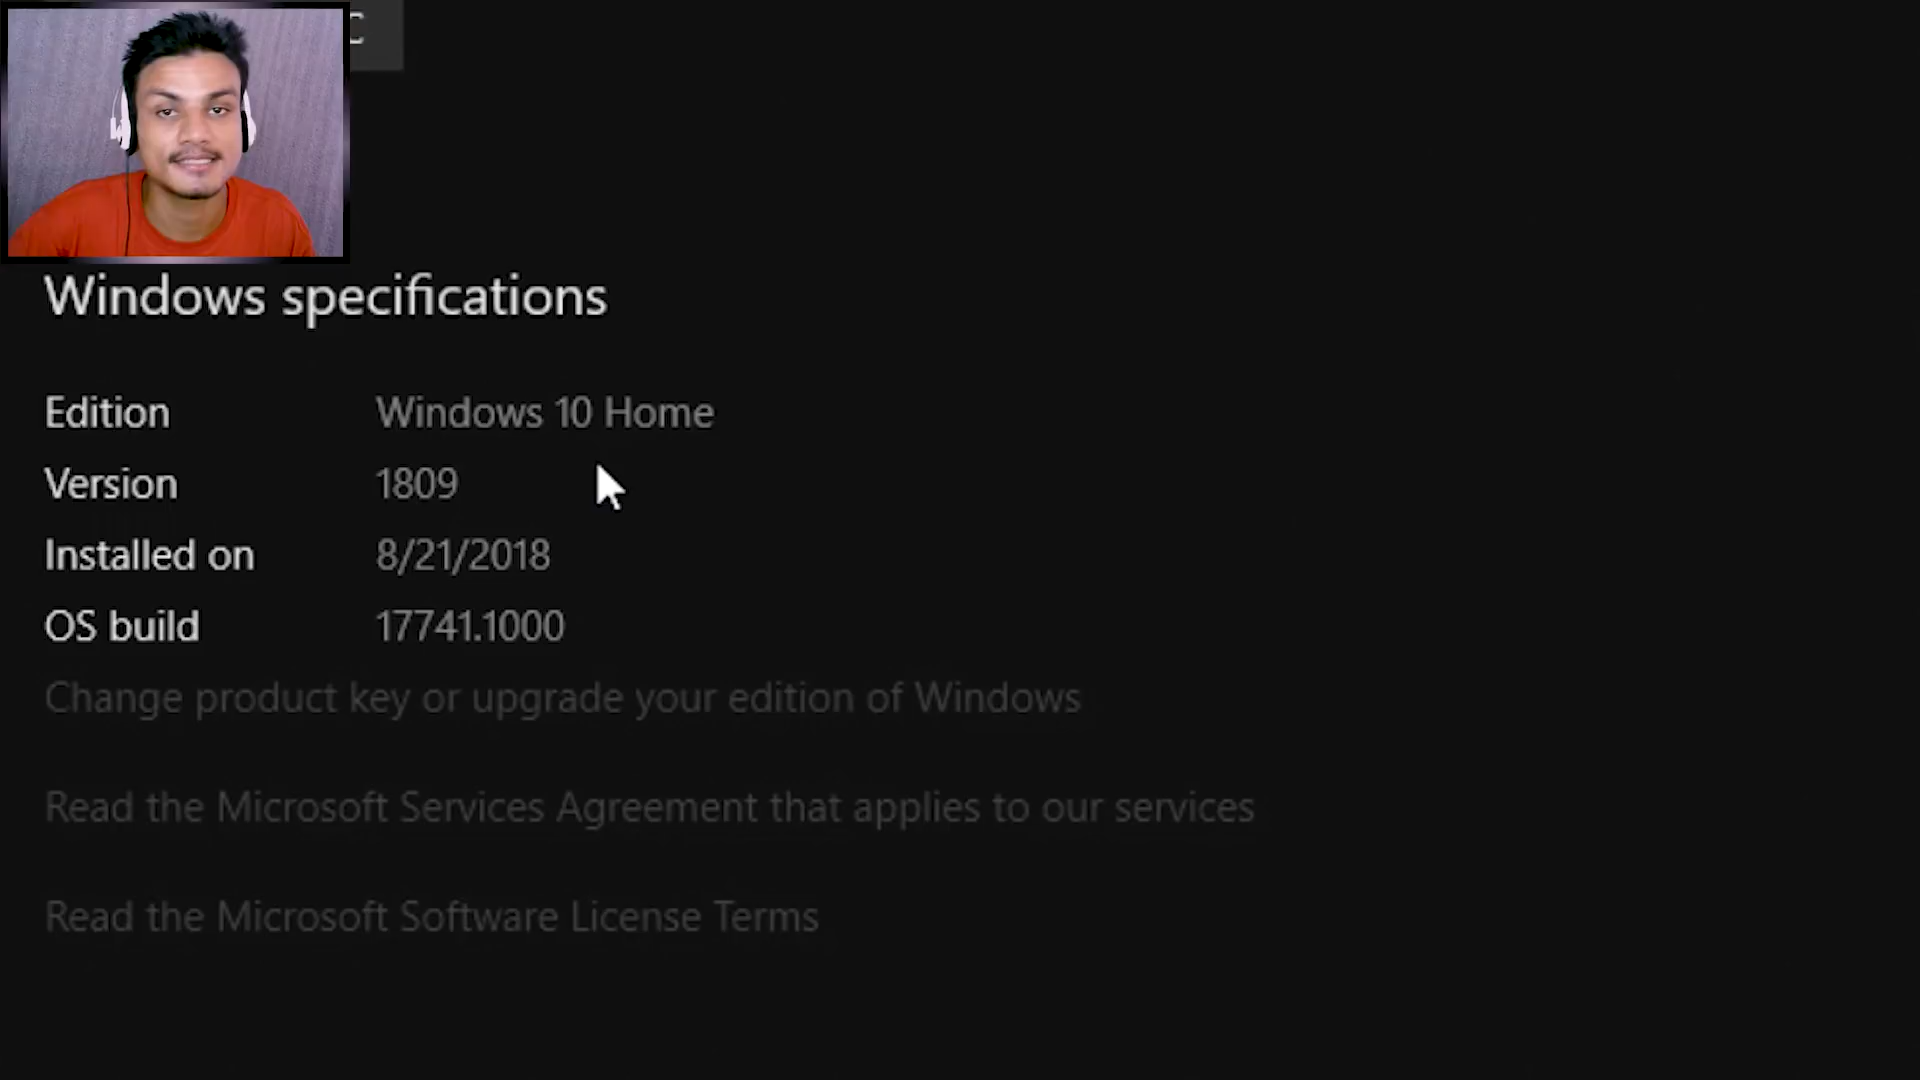 C
Windows specifications
Edition Windows 10 Home
Version 1809
Installed on 8/21/2018
OS build 17741.1000
Change product key or upgrade your edition of Windows
Read the Microsoft Services Agreement that applies to our services
Read the Microsoft Software License Terms